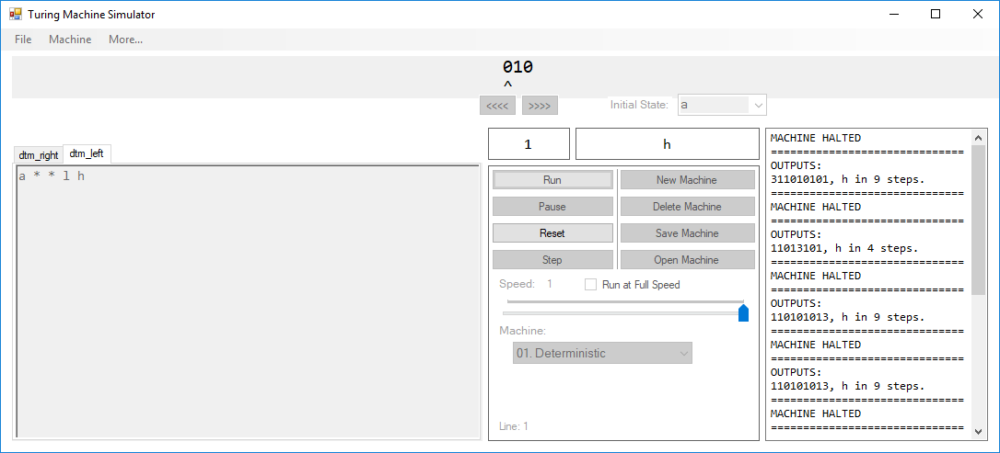 Turing Machine Simulator
File Machine More...
010
^
<<<< >>>> Initial State: a
dtm_right dtm_left
a * * l h
1 h
Run New Machine
Pause Delete Machine
Reset Save Machine
Step Open Machine
Speed: 1 Run at Full Speed
Machine:
01. Deterministic
Line: 1
MACHINE HALTED
==============================
OUTPUTS:
311010101, h in 9 steps.
==============================
MACHINE HALTED
==============================
OUTPUTS:
11013101, h in 4 steps.
==============================
MACHINE HALTED
==============================
OUTPUTS:
110101013, h in 9 steps.
==============================
MACHINE HALTED
==============================
OUTPUTS:
110101013, h in 9 steps.
==============================
MACHINE HALTED
==============================